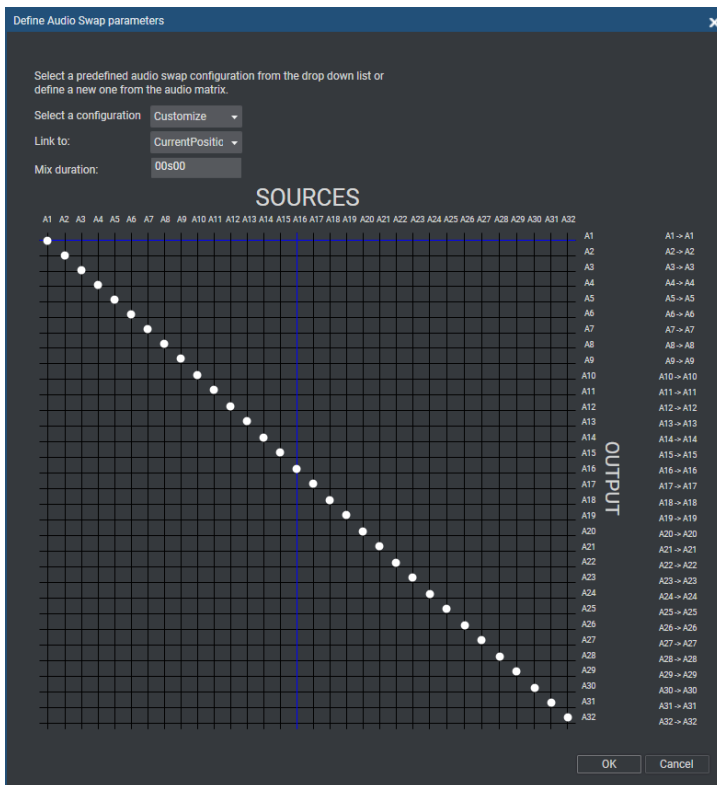 Define Audio Swap parameters
Select a predefined audio swap configuration from the drop down list or
define a new one from the audio matrix.
Select a configuration Customize
Link to: CurrentPositic
Mix duration: 00s00
SOURCES
A1 A2 A3 A4 A5 A6 A7 A8 A9 A10 A11 A12 A13 A14 A15 A16 A17 A18 A19 A20 A21 A22 A23 A24 A25 A26 A27 A28 A29 A30 A31 A32
A1 A1 -> A1
A2 A2 -> A2
A3 A3 -> A3
A4 A4 -> A4
A5 A5 -> A5
A6 A6 -> A6
A7 A7 -> A7
A8 A8 -> A8
A9 A9 -> A9
A10 A10 -> A10
A11 A11 -> A11
A12 A12 -> A12
A13 A13 -> A13
A14 A14 -> A14
A15 A15 -> A15
A16 A16 -> A16
A17 A17 -> A17
A18 A18 -> A18
A19 A19 -> A19
A20 A20 -> A20
A21 A21 -> A21
A22 A22 -> A22
A23 A23 -> A23
A24 A24 -> A24
A25 A25 -> A25
A26 A26 -> A26
A27 A27 -> A27
A28 A28 -> A28
A29 A29 -> A29
A30 A30 -> A30
A31 A31 -> A31
A32 A32 -> A32
OUTPUT
OK Cancel